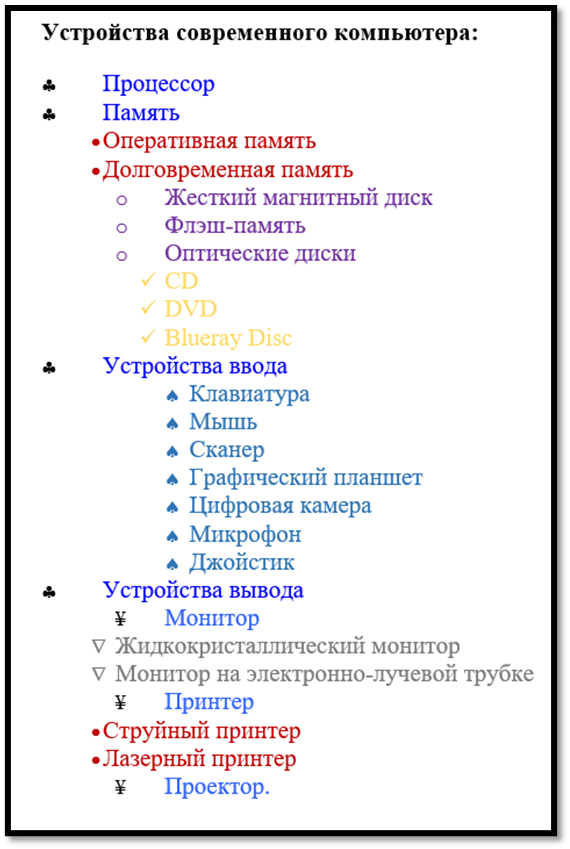 Устройства современного компьютера:
♣ Процессор
♣ Память
• Оперативная память
• Долговременная память
o Жесткий магнитный диск
o Флэш-память
o Оптические диски
✓ CD
✓ DVD
✓ Blueray Disc
♣ Устройства ввода
♠ Клавиатура
♠ Мышь
♠ Сканер
♠ Графический планшет
♠ Цифровая камера
♠ Микрофон
♠ Джойстик
♣ Устройства вывода
¥ Монитор
∇ Жидкокристаллический монитор
∇ Монитор на электронно-лучевой трубке
¥ Принтер
• Струйный принтер
• Лазерный принтер
¥ Проектор.